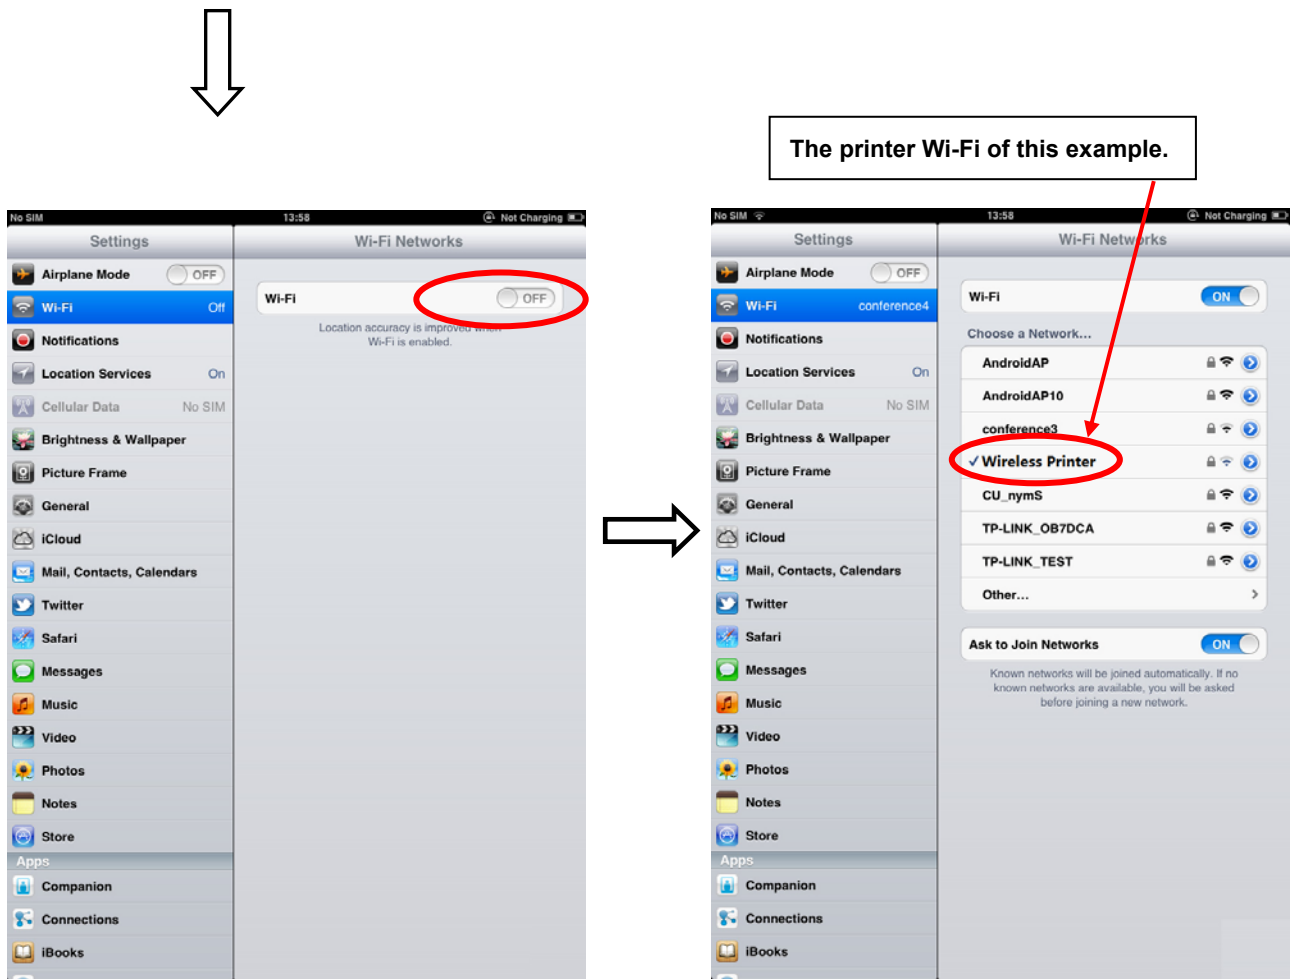 The printer Wi-Fi of this example.
No SIM 13:58 Not Charging
Settings
Wi-Fi Networks
Airplane Mode OFF
Wi-Fi Off
Notifications
Location Services On
Cellular Data No SIM
Brightness & Wallpaper
Picture Frame
General
iCloud
Mail, Contacts, Calendars
Twitter
Safari
Messages
Music
Video
Photos
Notes
Store
Apps
Companion
Connections
iBooks
Wi-Fi OFF
Location accuracy is improved when
Wi-Fi is enabled.
No SIM 13:58 Not Charging
Settings
Wi-Fi Networks
Airplane Mode OFF
Wi-Fi conference4
Notifications
Location Services On
Cellular Data No SIM
Brightness & Wallpaper
Picture Frame
General
iCloud
Mail, Contacts, Calendars
Twitter
Safari
Messages
Music
Video
Photos
Notes
Store
Apps
Companion
Connections
iBooks
Wi-Fi ON
Choose a Network...
AndroidAP
AndroidAP10
conference3
✓ Wireless Printer
CU_nymS
TP-LINK_OB7DCA
TP-LINK_TEST
Other...
Ask to Join Networks ON
Known networks will be joined automatically. If no
known networks are available, you will be asked
before joining a new network.